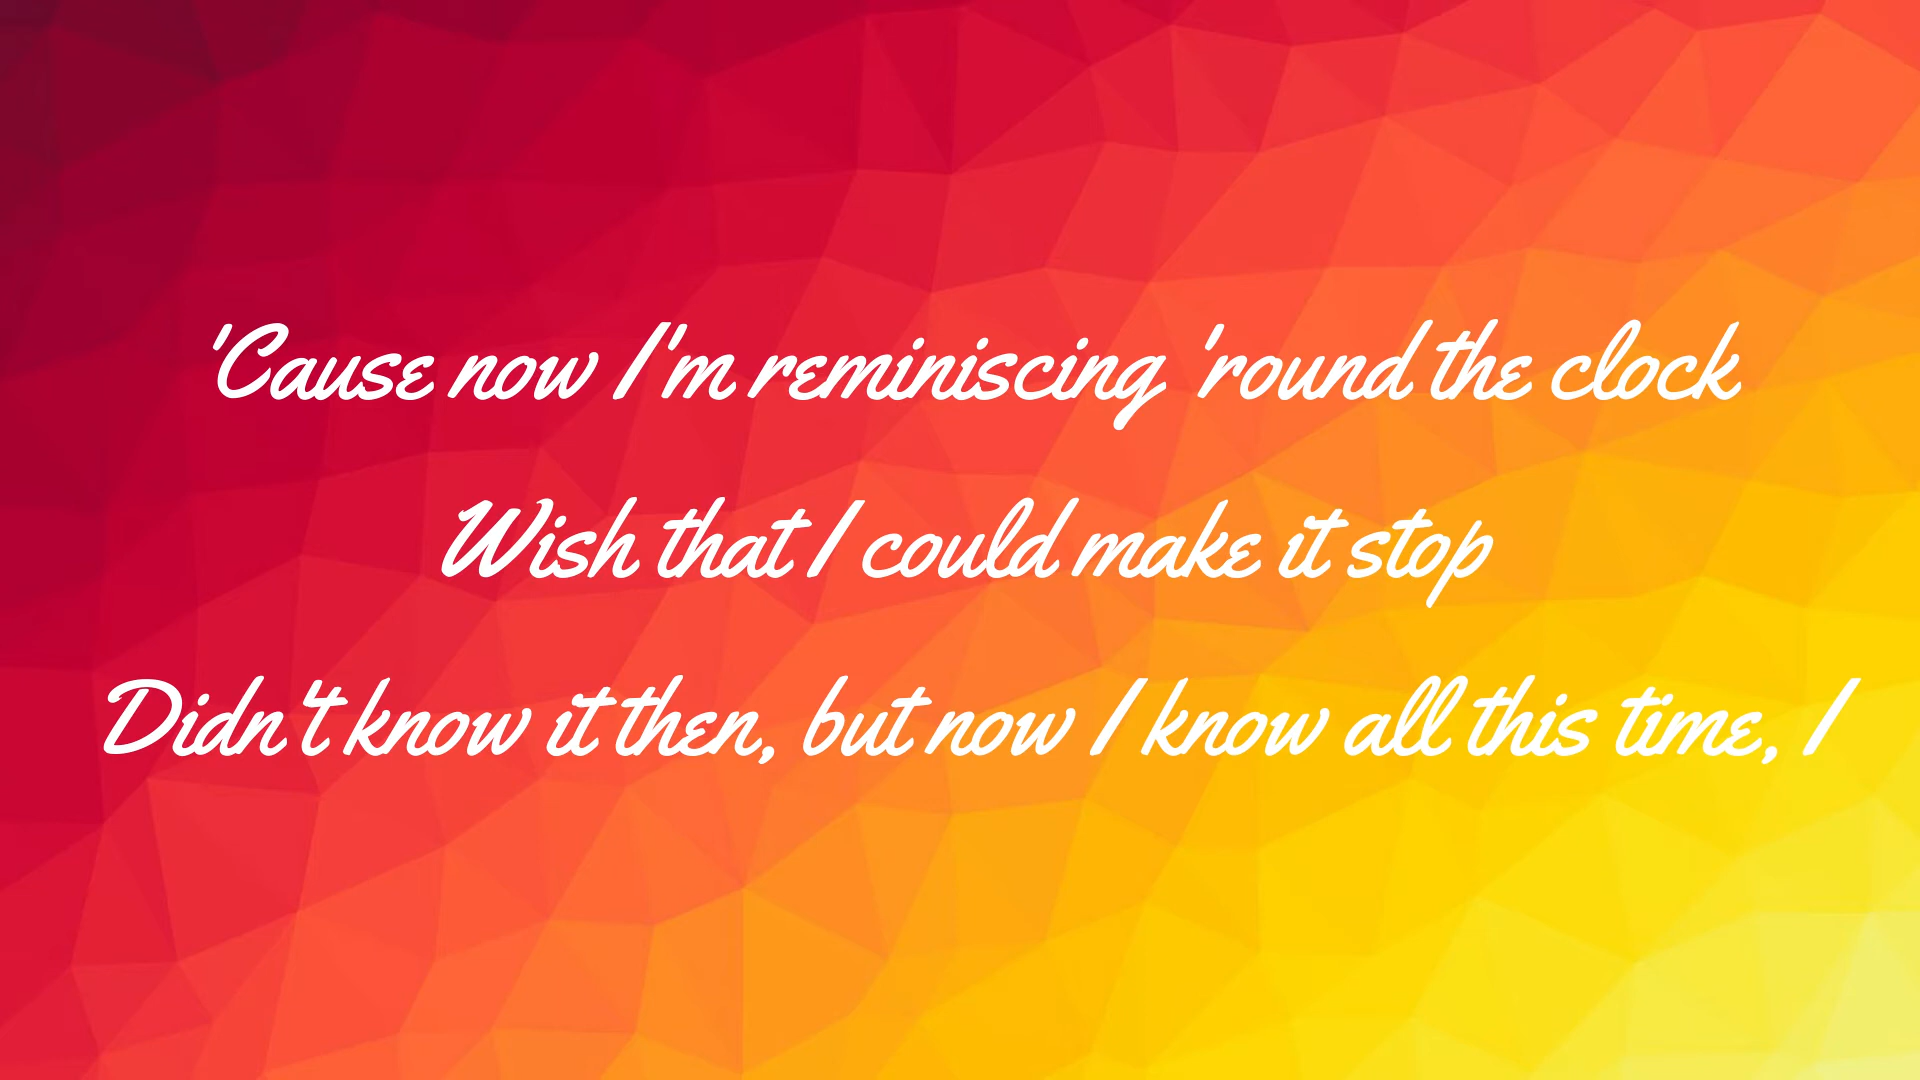 'Cause now I'm reminiscing 'round the clock
Wish that I could make it stop
Didn't know it then, but now I know all this time, I